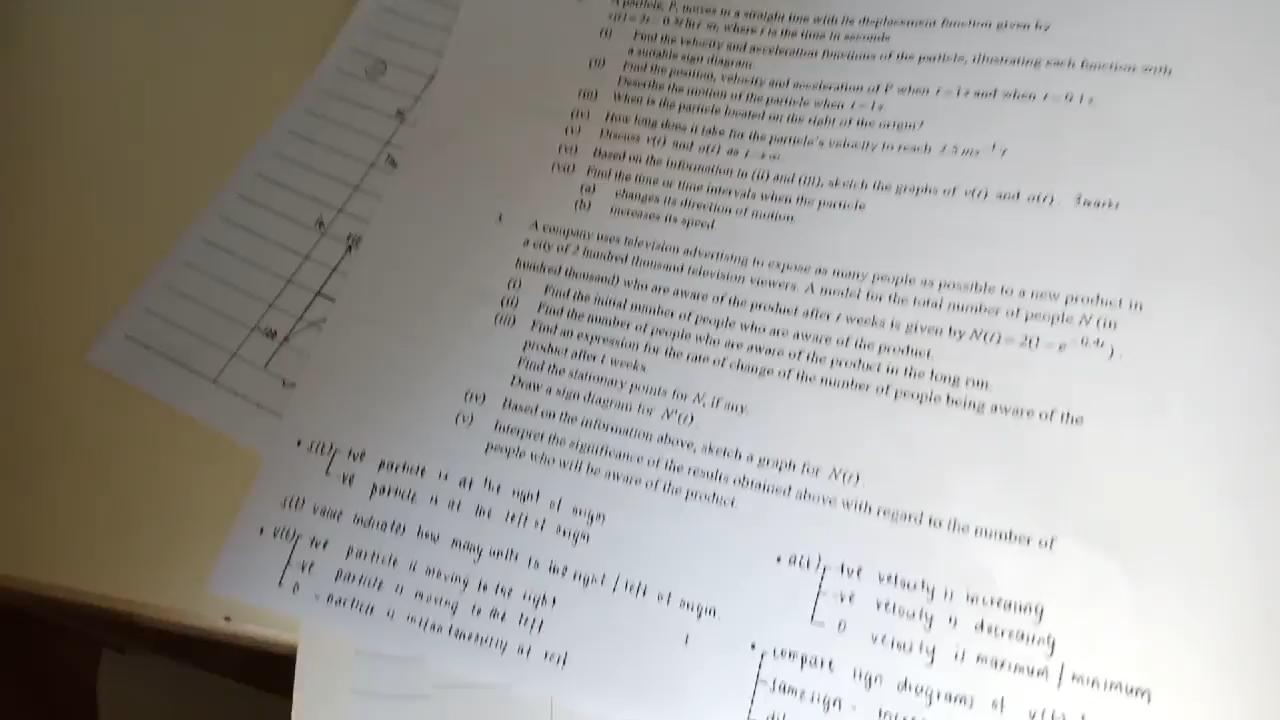 A particle, P, moves in a straight line with its displacement function given by
where t is the time in seconds
(i) Find the velocity and acceleration functions of the particle, illustrating each function with
a suitable sign diagram.
(ii) Find the position, velocity and acceleration of P when t = 1 s and when t = 0.1 s.
Describe the motion of the particle when t = 1 s.
(iii) When is the particle located on the right of the origin?
(iv) How long does it take for the particle's velocity to reach 2.5 ms⁻¹ ?
(v) Discuss v(t) and a(t) as t → ∞.
(vi) Based on the information in (ii) and (iii), sketch the graphs of v(t) and a(t).
(vii) Find the time or time intervals when the particle
(a) changes its direction of motion.
(b) increases its speed.
A company uses television advertising to expose as many people as possible to a new product in
a city of 2 hundred thousand television viewers. A model for the total number of people N (in
hundred thousand) who are aware of the product after t weeks is given by N(t) = 2(1 − e^−0.4t).
(i) Find the initial number of people who are aware of the product.
(ii) Find the number of people who are aware of the product in the long run.
(iii) Find an expression for the rate of change of the number of people being aware of the
product after t weeks.
Find the stationary points for N, if any.
Draw a sign diagram for N'(t).
(iv) Based on the information above, sketch a graph for N(t).
(v) Interpret the significance of the results obtained above with regard to the number of
people who will be aware of the product.
• s(t) +ve particle is at the right of origin
-ve particle is at the left of origin
s(t) value indicates how many units to the right / left of origin.
• v(t) +ve particle is moving to the right
-ve particle is moving to the left
0 - particle is instantaneously at rest
• a(t) +ve velocity is increasing
-ve velocity is decreasing
0 velocity is maximum / minimum
• compare sign diagrams of v(t)
same sign -